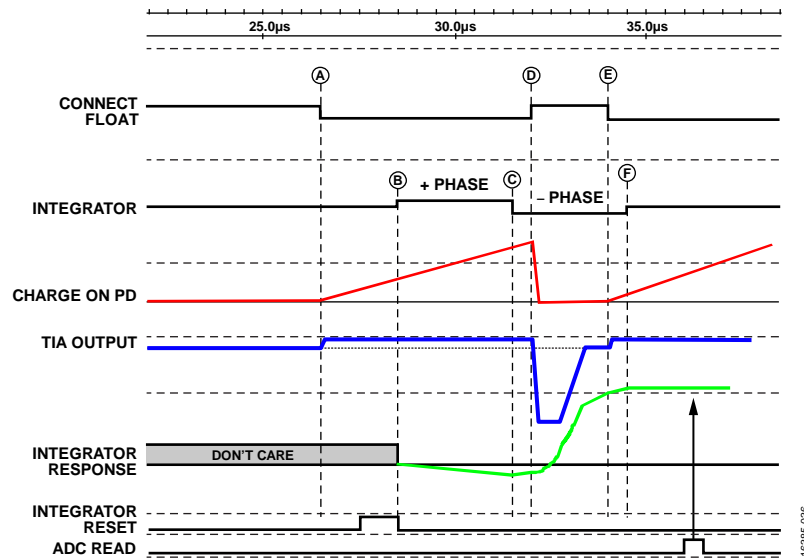 25.0µs 30.0µs 35.0µs
A D E
CONNECT
FLOAT
B + PHASE C – PHASE F
INTEGRATOR
CHARGE ON PD
TIA OUTPUT
INTEGRATOR
RESPONSE
DON'T CARE
INTEGRATOR
RESET
ADC READ